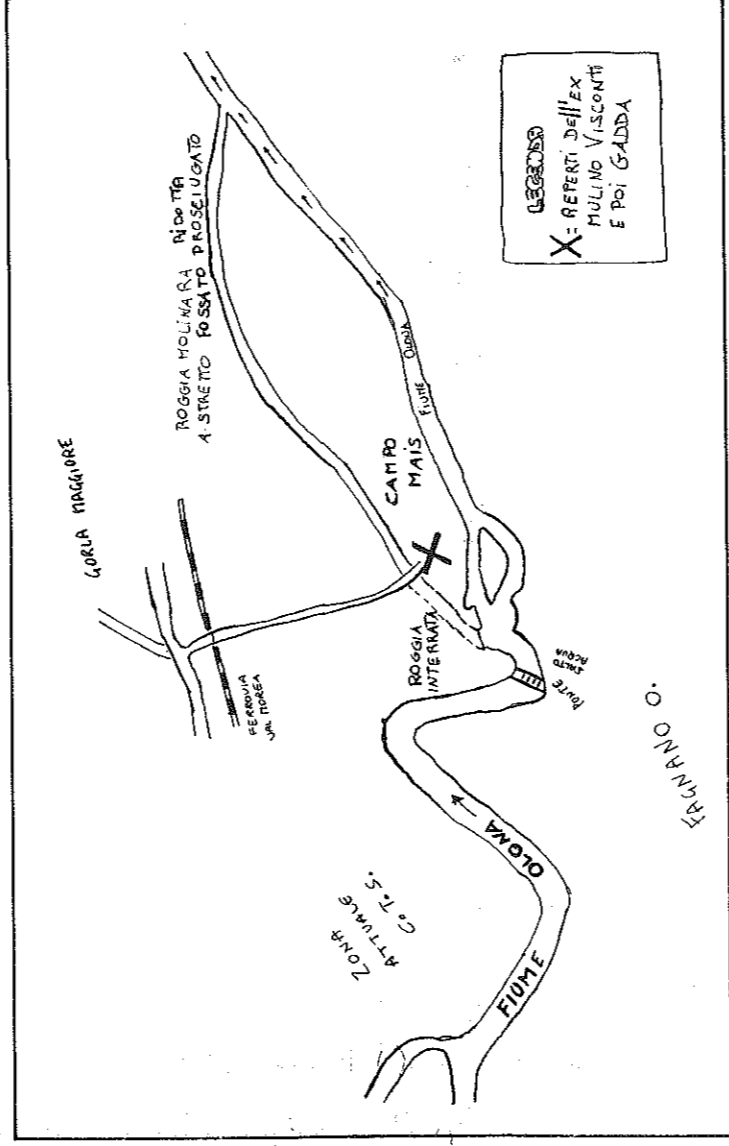 GORLA MAGGIORE
ROGGIA MOLINARA RIDOTTA
A STRETTO FOSSATO PROSCIUGATO
FERROVIA
VAL MOREA
CAMPO
MAIS
ROGGIA
INTERRATA
FIUME OLONA
PONTE
SALTO
ACQUA
ZONA
ATTUALE
Co T. S.
FIUME OLONA
FAGNANO O.
LEGENDA
X = REPERTI DELL'EX
MULINO VISCONTI
E POI GADDA